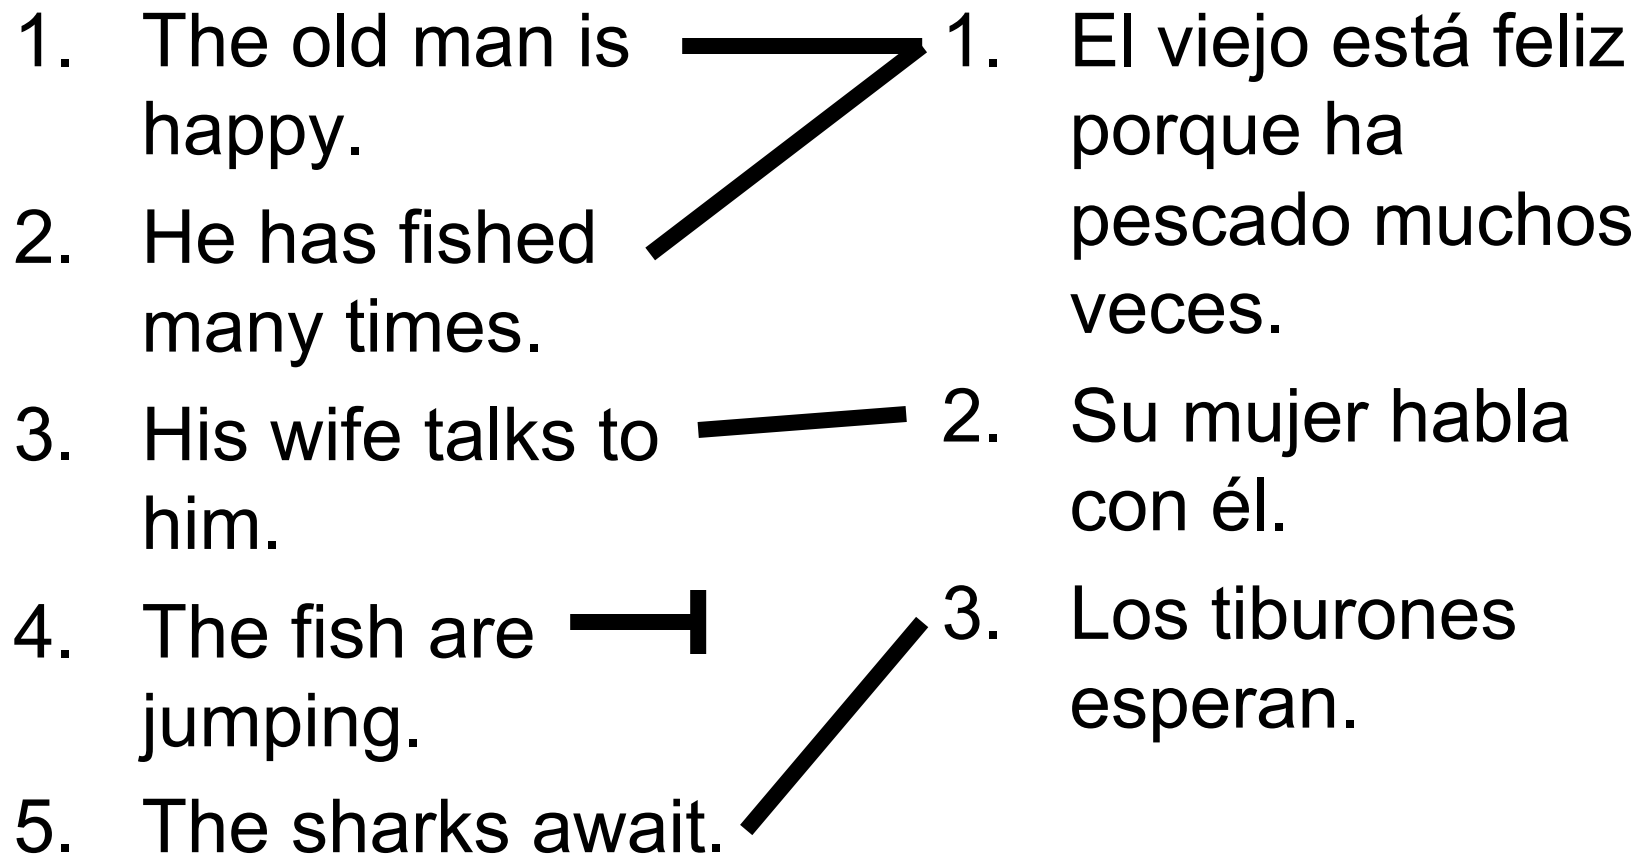 1. The old man is
happy.
2. He has fished
many times.
3. His wife talks to
him.
4. The fish are
jumping.
5. The sharks await.
1. El viejo está feliz
porque ha
pescado muchos
veces.
2. Su mujer habla
con él.
3. Los tiburones
esperan.